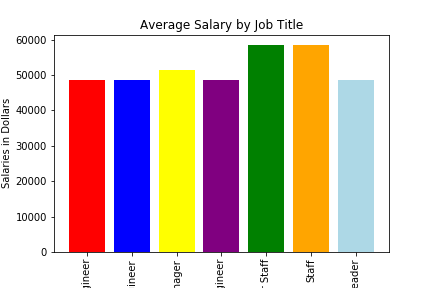 Average Salary by Job Title
Salaries in Dollars
60000
50000
40000
30000
20000
10000
0
gineer
ineer
nager
gineer
r Staff
Staff
eader